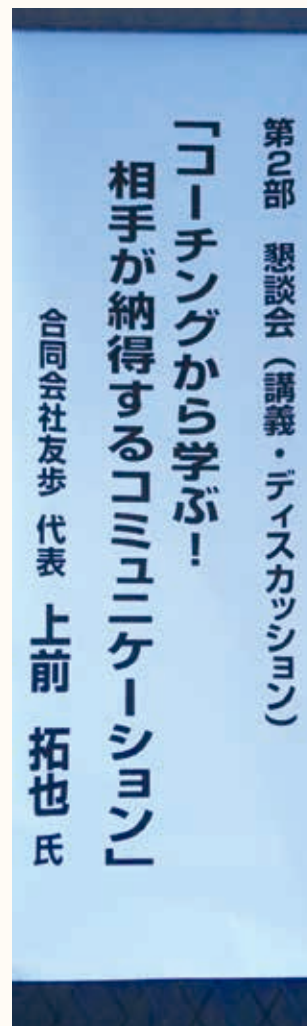 第2部 懇談会（講義・ディスカッション）
「コーチングから学ぶ！
相手が納得するコミュニケーション」
合同会社友歩 代表 上前 拓也 氏